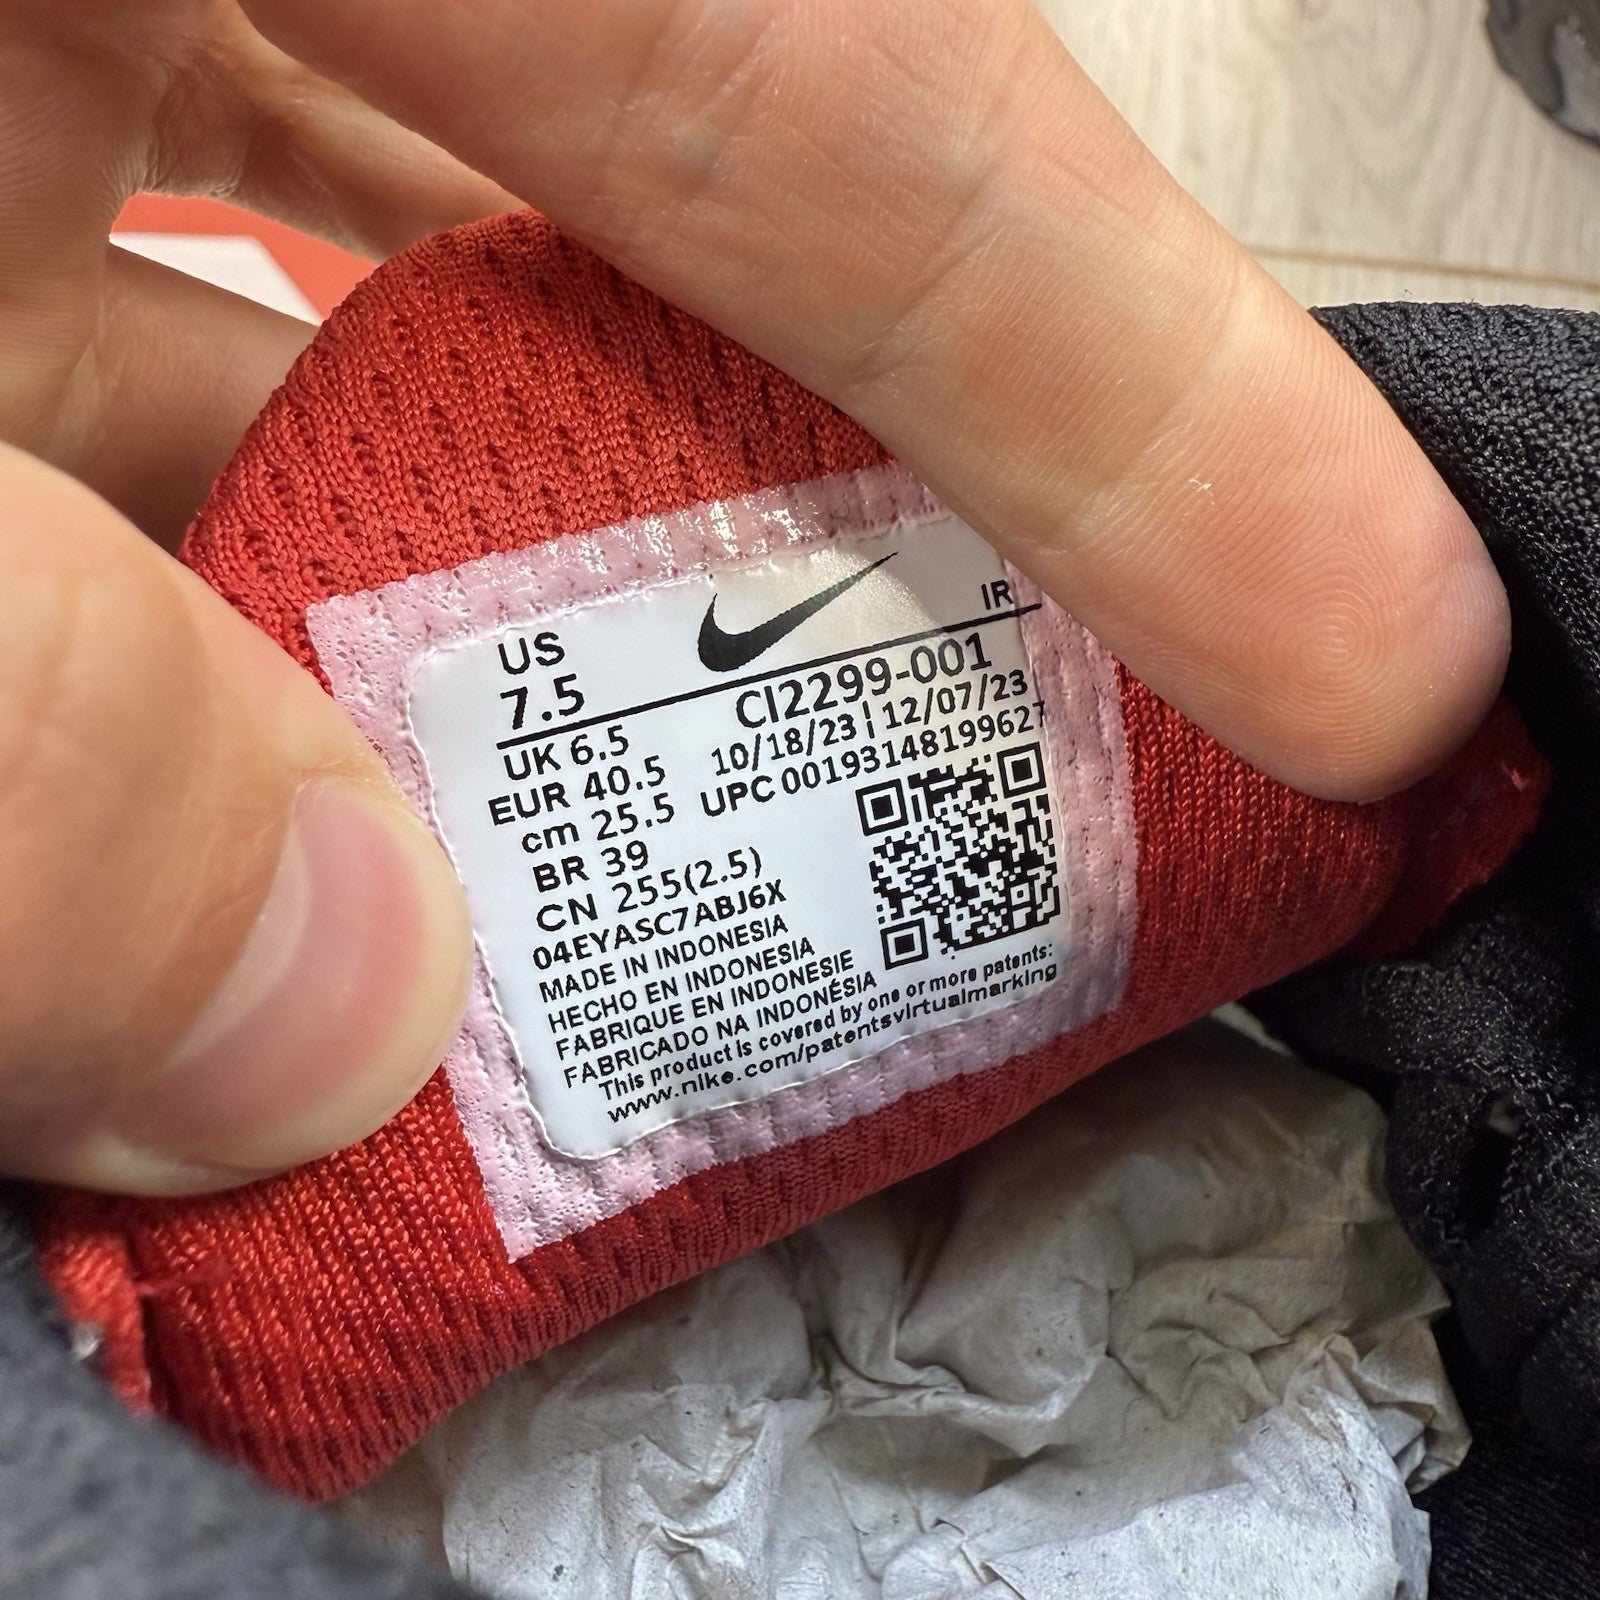 US
7.5
IR
UK 6.5
EUR 40.5
cm 25.5
BR 39
CN 255(2.5)
CI2299-001
10/18/23 | 12/07/23
UPC 00193148199627
04EYASC7ABJ6X
MADE IN INDONESIA
HECHO EN INDONESIA
FABRIQUE EN INDONESIE
FABRICADO NA INDONÉSIA
This product is covered by one or more patents:
www.nike.com/patentsvirtualmarking